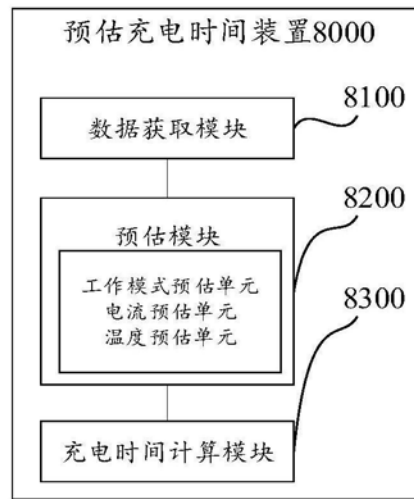 预估充电时间装置8000
8100
数据获取模块
8200
预估模块
工作模式预估单元
电流预估单元
温度预估单元
8300
充电时间计算模块